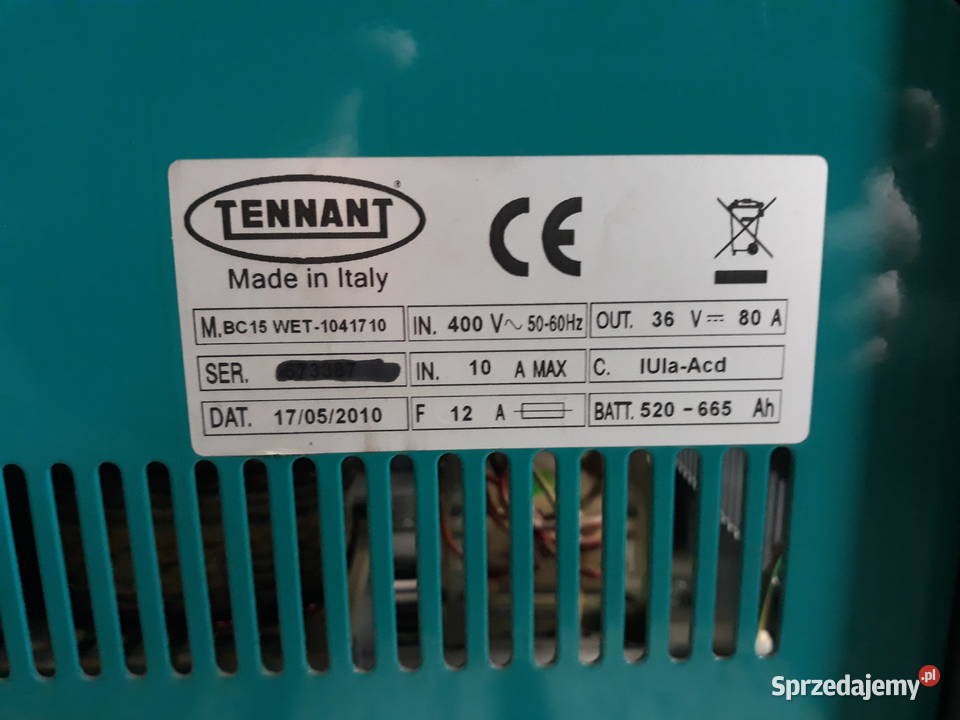 TENNANT®
Made in Italy
CE
M. BC15 WET-1041710
IN. 400 V~ 50-60Hz
OUT. 36 V⎓ 80 A
SER.
IN. 10 A MAX
C. IUIa-Acd
DAT. 17/05/2010
F 12 A
BATT. 520 - 665 Ah
Sprzedajemy.pl